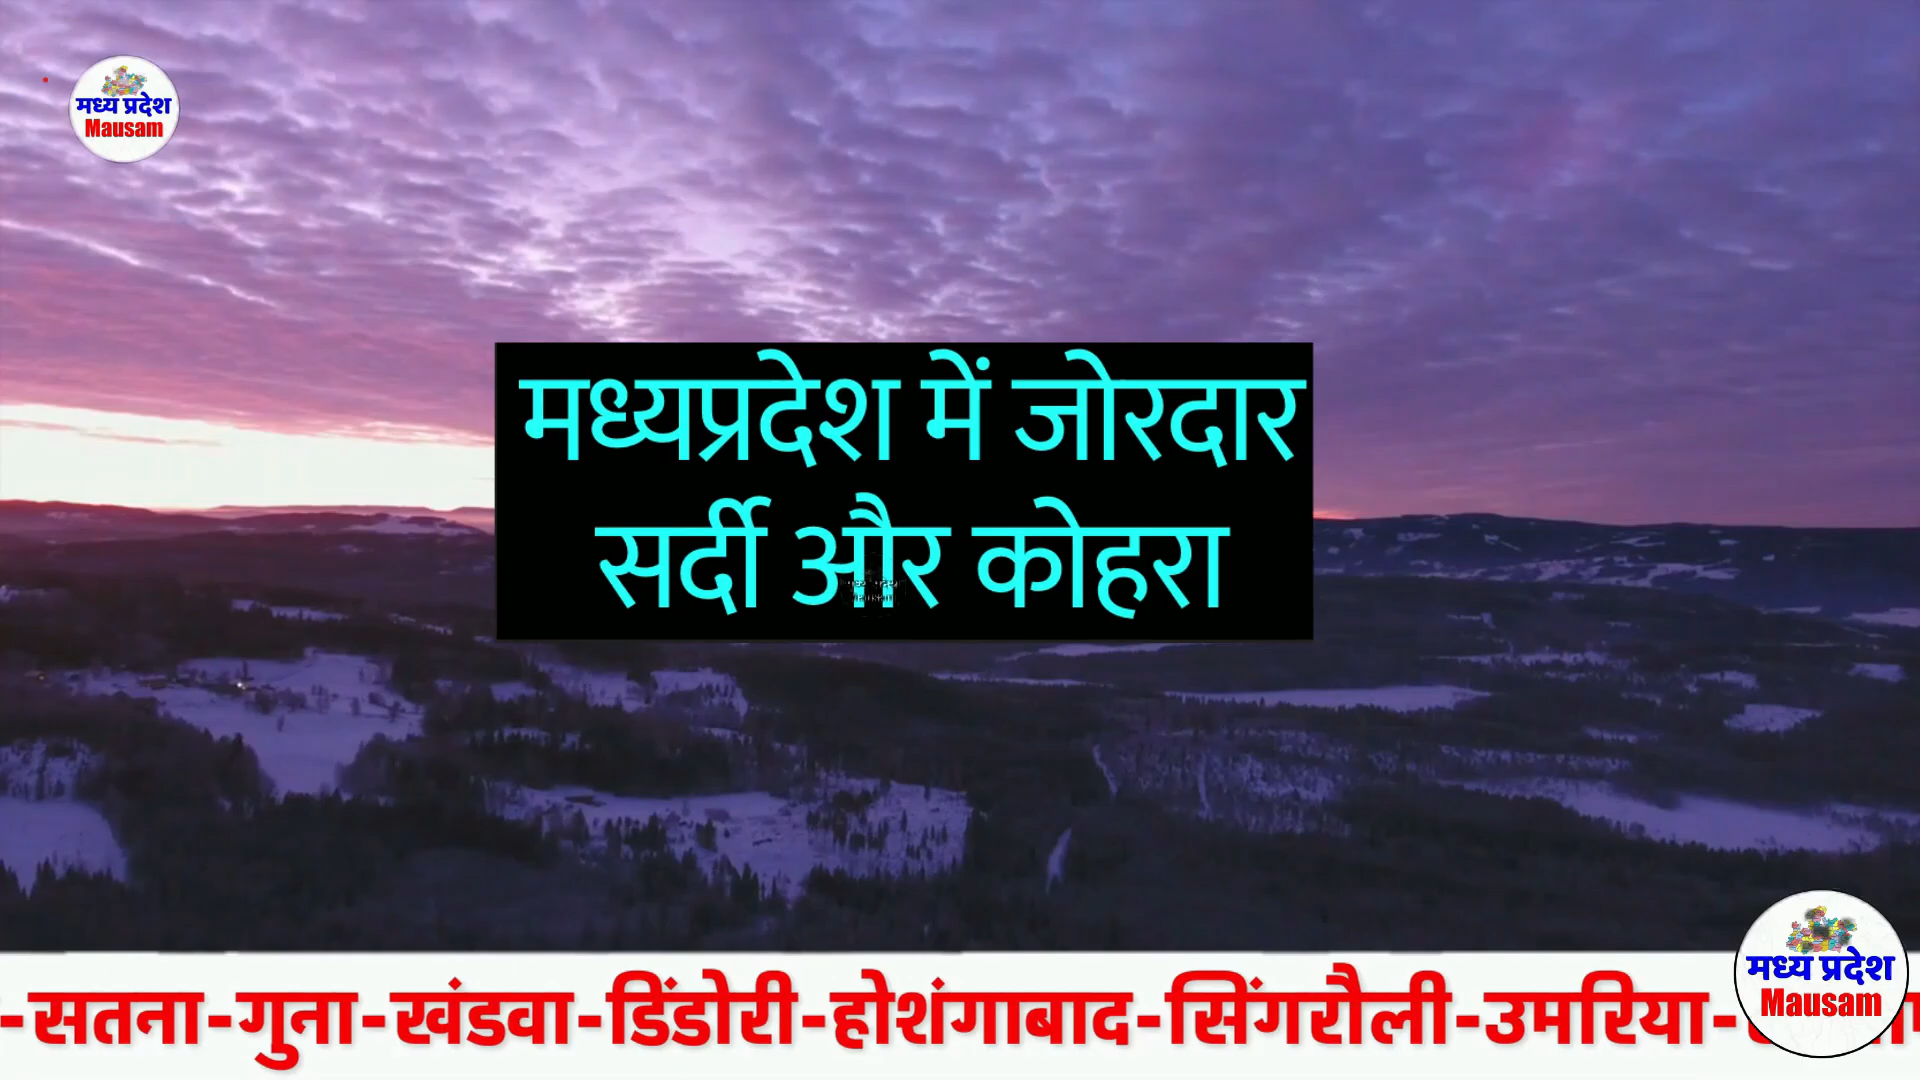 मध्य प्रदेश
Mausam
मध्यप्रदेश में जोरदार
सर्दी और कोहरा
मध्य प्रदेश
Mausam
-सतना-गुना-खंडवा-डिंडोरी-होशंगाबाद-सिंगरौली-उमरिया-